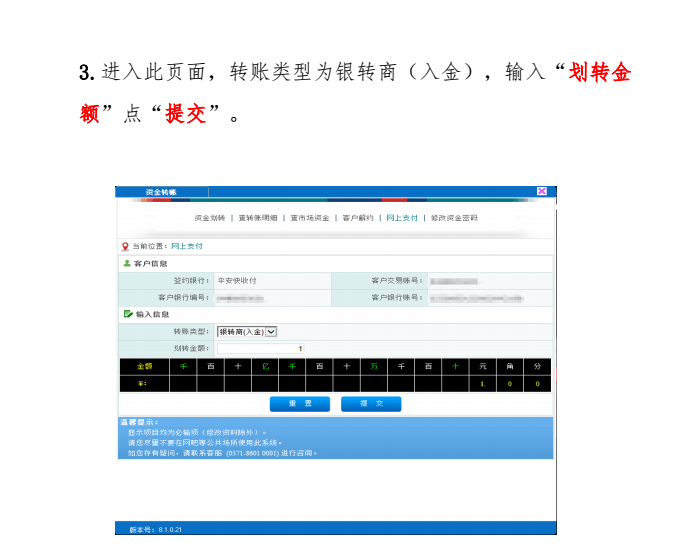 3. 进入此页面，转账类型为银转商（入金），输入“划转金
额”点“提交”。
资金转账
资金划转 | 查转账明细 | 查市场资金 | 客户解约 | 网上支付 | 修改资金密码
当前位置：网上支付
客户信息
签约银行： 平安快收付 客户交易账号：
客户银行编号： 客户银行账号：
输入信息
转账类型： 银转商(入金)
划转金额： 1
金额 千 百 十 亿 千 百 十 万 千 百 十 元 角 分
￥: 1 0 0
重 置 提 交
温馨提示：
显示项目均为必输项（修改资料除外）。
请您尽量不要在网吧等公共场所使用此系统。
如您存有疑问，请联系客服 (0371-8601 0001) 进行咨询。
版本号：8.1.0.21